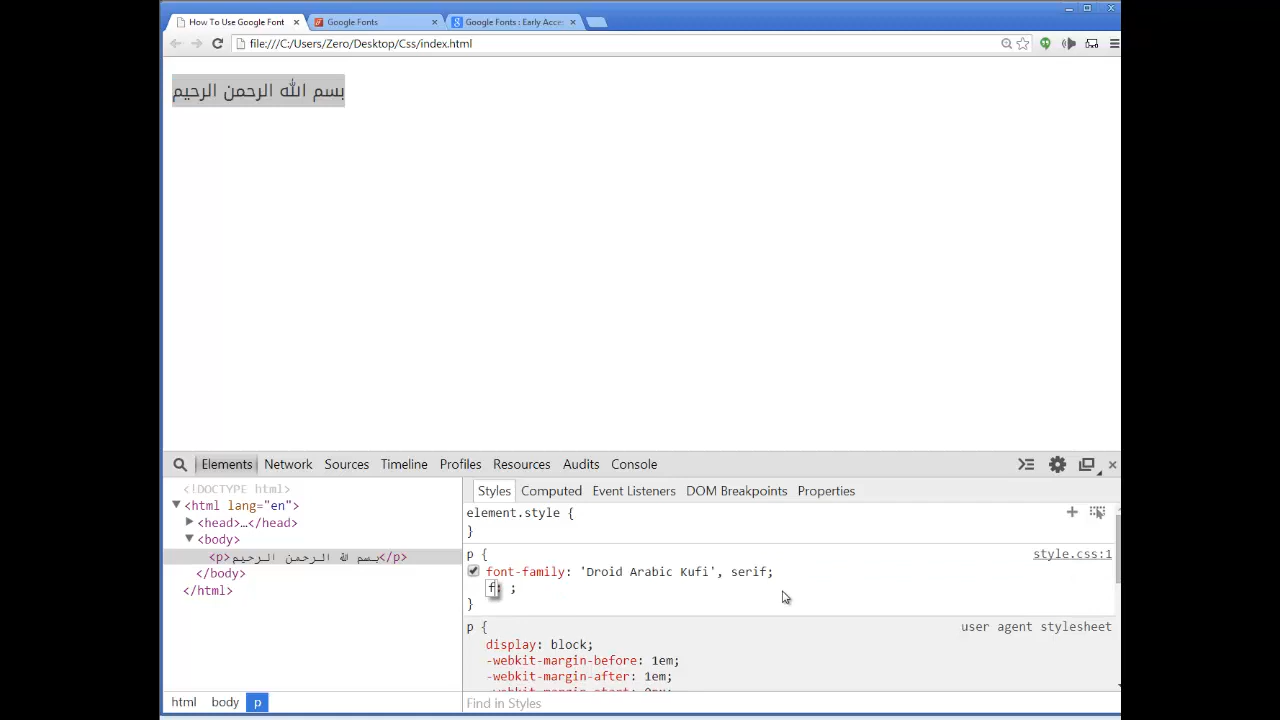 How To Use Google Font
Google Fonts
Google Fonts : Early Acce
file:///C:/Users/Zero/Desktop/Css/index.html
بسم الله الرحمن الرحيم
Elements Network Sources Timeline Profiles Resources Audits Console
<!DOCTYPE html>
<html lang="en">
<head>…</head>
<body>
<p>بسم الله الرحمن الرحيم</p>
</body>
</html>
html body p
Styles Computed Event Listeners DOM Breakpoints Properties
element.style {
}
p { style.css:1
font-family: 'Droid Arabic Kufi', serif;
f: ;
}
p { user agent stylesheet
display: block;
-webkit-margin-before: 1em;
-webkit-margin-after: 1em;
Find in Styles